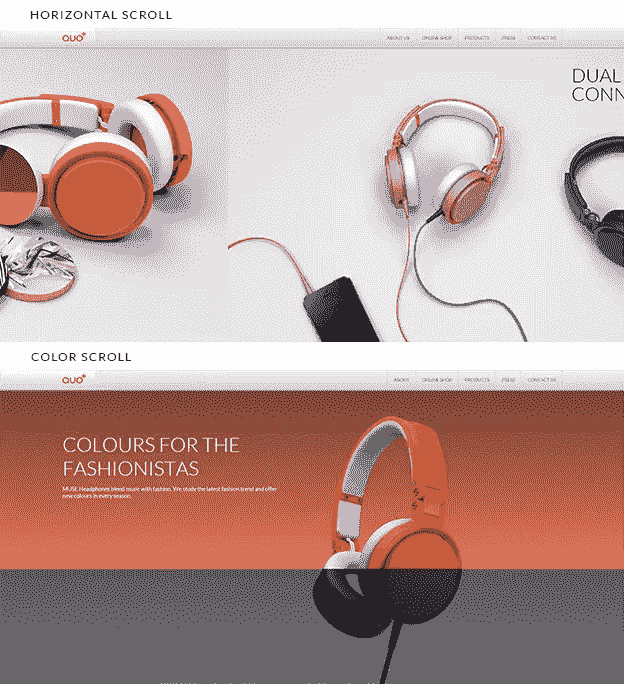 HORIZONTAL SCROLL
QUO+
ABOUT US ONLINE SHOP PRODUCTS PRESS CONTACT US
DUAL
CONN
COLOR SCROLL
QUO+
ABOUT ONLINE SHOP PRODUCTS PRESS CONTACT US
COLOURS FOR THE
FASHIONISTAS
MUSE Headphones blend music with fashion. We study the latest fashion trend and offer
new colours in every season.